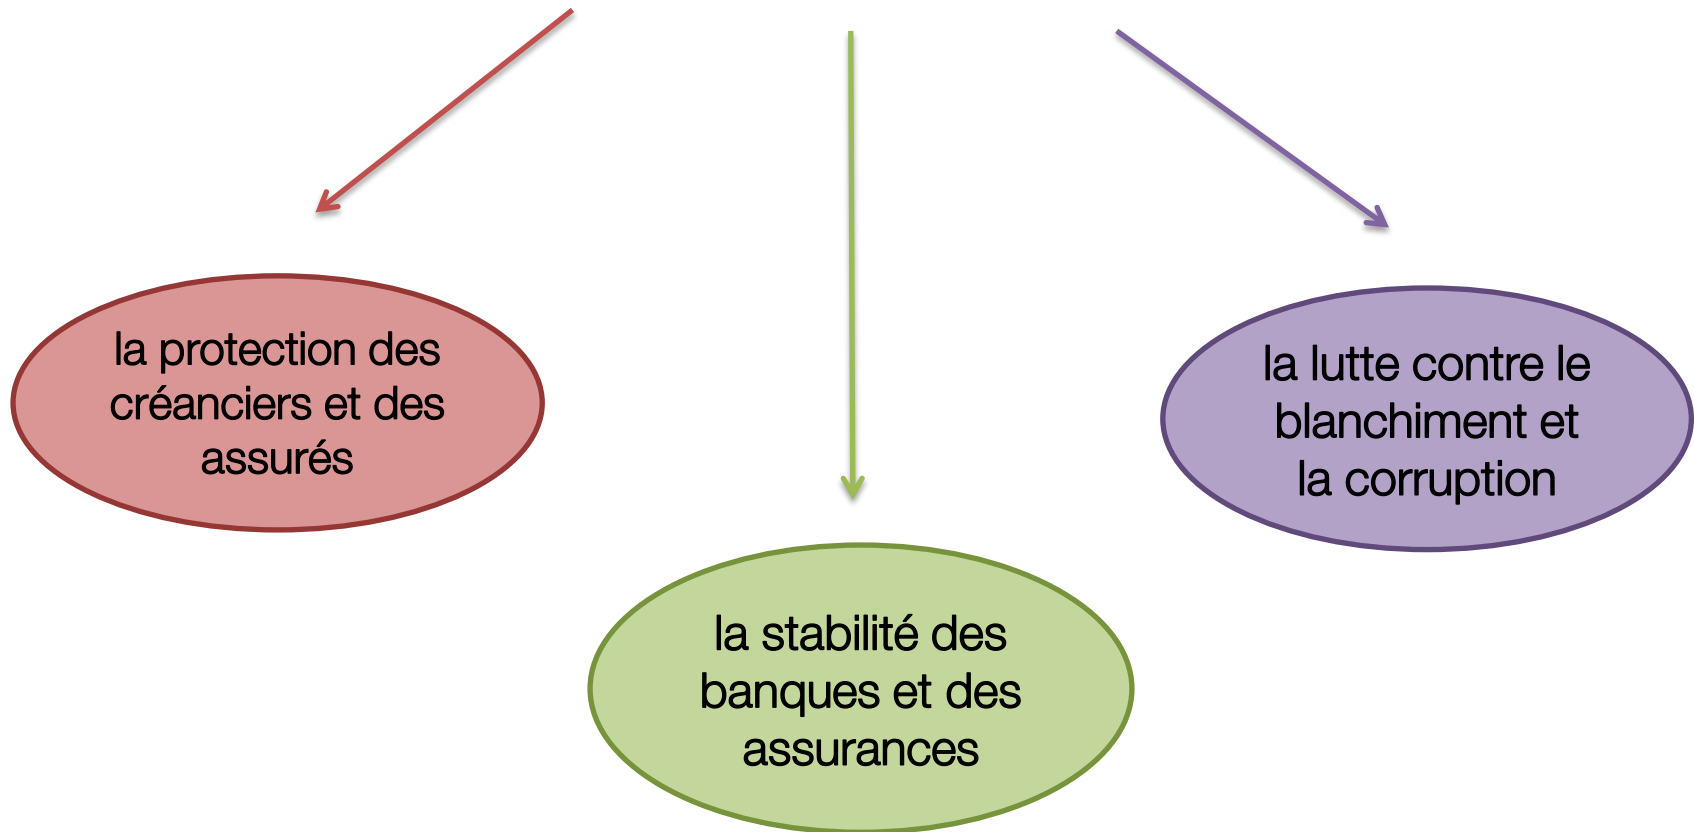 la protection des
créanciers et des
assurés
la stabilité des
banques et des
assurances
la lutte contre le
blanchiment et
la corruption